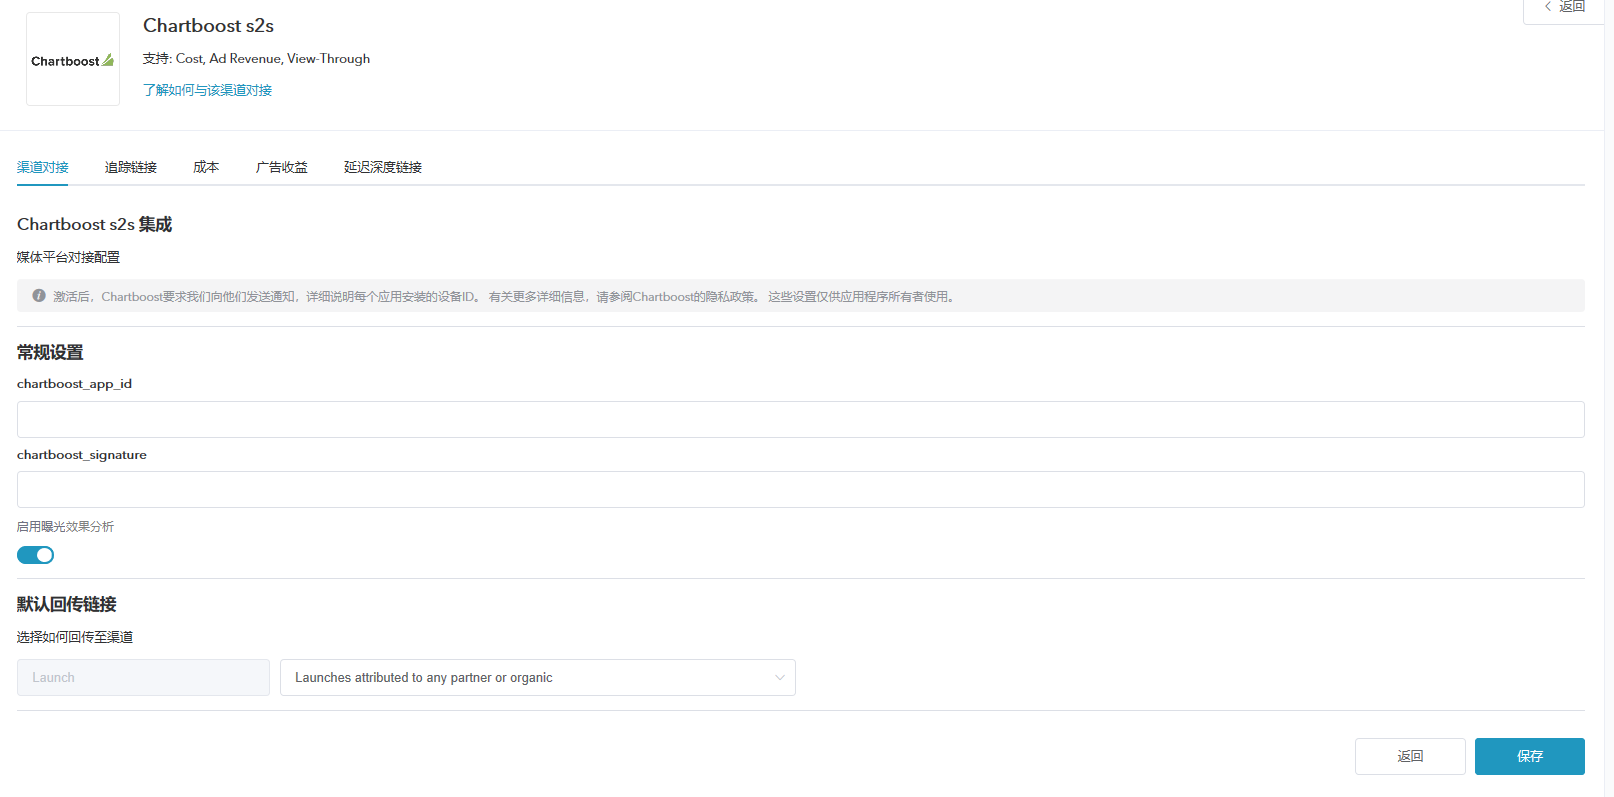 返回
Chartboost
Chartboost s2s
支持: Cost, Ad Revenue, View-Through
了解如何与该渠道对接
渠道对接 追踪链接 成本 广告收益 延迟深度链接
Chartboost s2s 集成
媒体平台对接配置
激活后，Chartboost要求我们向他们发送通知，详细说明每个应用安装的设备ID。 有关更多详细信息，请参阅Chartboost的隐私政策。 这些设置仅供应用程序所有者使用。
常规设置
chartboost_app_id
chartboost_signature
启用曝光效果分析
默认回传链接
选择如何回传至渠道
Launch Launches attributed to any partner or organic
返回 保存